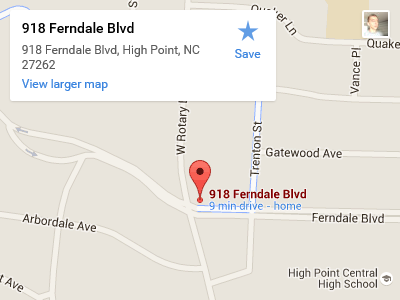 918 Ferndale Blvd
918 Ferndale Blvd, High Point, NC
27262
View larger map
Save
Quaker Ln
Quake
Vance Pl
W Rotary
Trenton St
Gatewood Ave
918 Ferndale Blvd
9 min drive - home
Ferndale Blvd
Arbordale Ave
High Point Central
High School
nt Ave